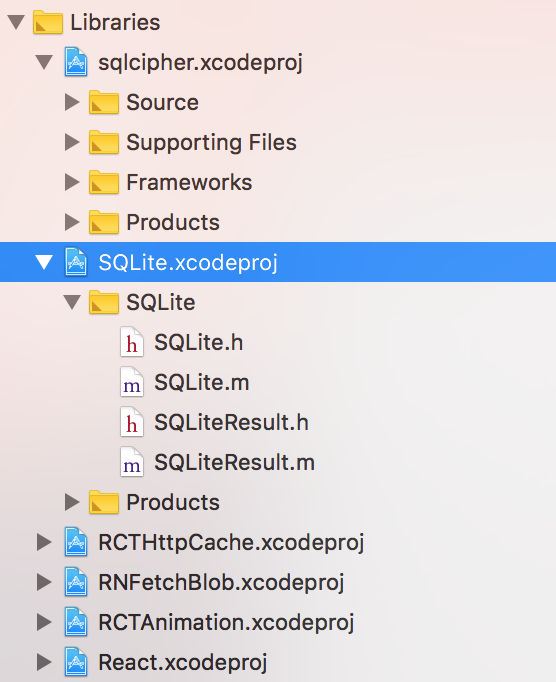 Libraries
sqlcipher.xcodeproj
Source
Supporting Files
Frameworks
Products
SQLite.xcodeproj
SQLite
h SQLite.h
m SQLite.m
h SQLiteResult.h
m SQLiteResult.m
Products
RCTHttpCache.xcodeproj
RNFetchBlob.xcodeproj
RCTAnimation.xcodeproj
React.xcodeproj